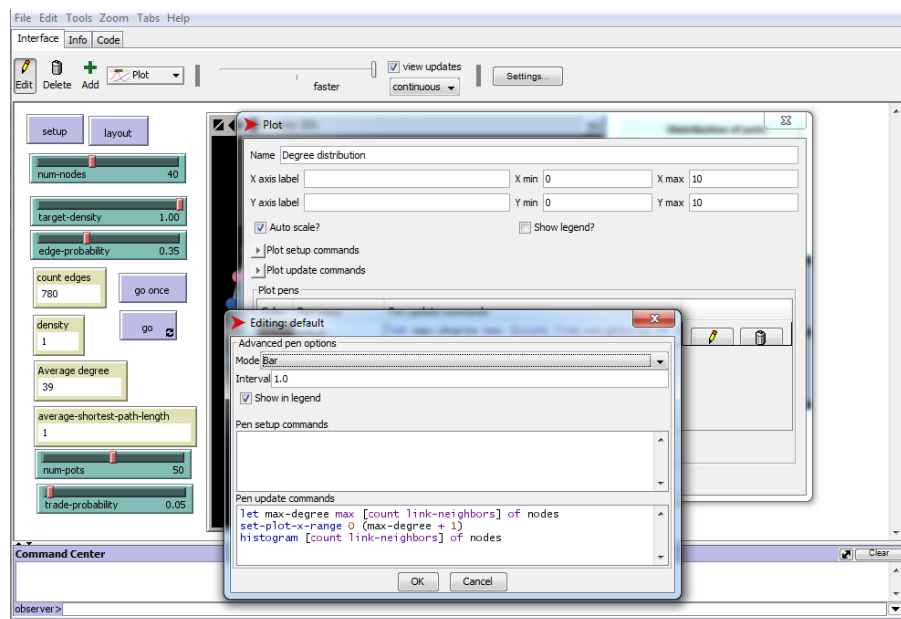 File Edit Tools Zoom Tabs Help
Interface Info Code
Edit Delete Add Plot
faster
view updates
continuous
Settings...
setup layout
num-nodes 40
target-density 1.00
edge-probability 0.35
count edges
780
go once
density
1
go
Average degree
39
average-shortest-path-length
1
num-pots 50
trade-probability 0.05
Plot
Name Degree distribution
X axis label X min 0 X max 10
Y axis label Y min 0 Y max 10
Auto scale? Show legend?
Plot setup commands
Plot update commands
Plot pens
Editing: default
Advanced pen options
Mode Bar
Interval 1.0
Show in legend
Pen setup commands
Pen update commands
let max-degree max [count link-neighbors] of nodes
set-plot-x-range 0 (max-degree + 1)
histogram [count link-neighbors] of nodes
OK Cancel
Command Center Clear
observer>